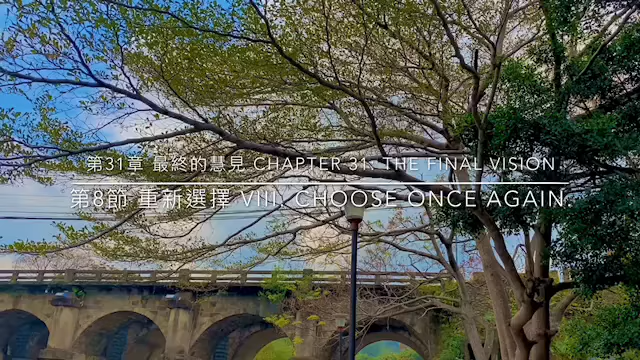 第31章 最終的慧見 CHAPTER 31. THE FINAL VISION
第8節 重新選擇 VIII. CHOOSE ONCE AGAIN